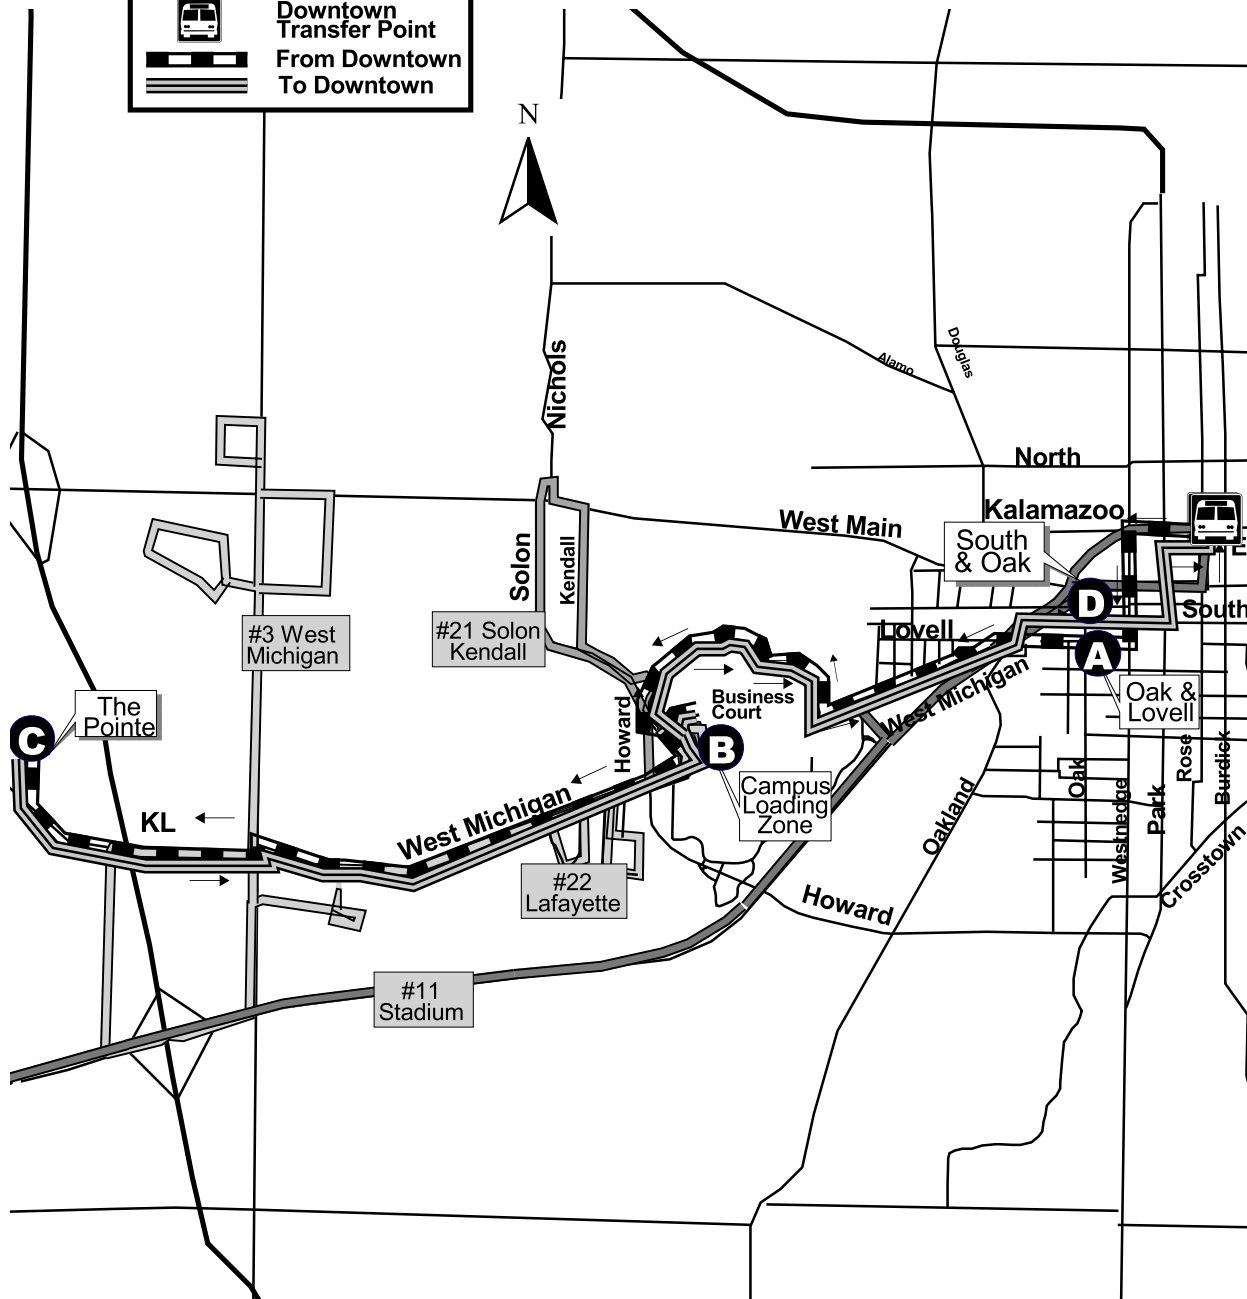 Downtown
Transfer Point
From Downtown
To Downtown
N
Nichols
Alamo
Douglas
North
West Main
Kalamazoo
South
& Oak
D
South
Solon
Kendall
#21 Solon
Kendall
#3 West
Michigan
Lovell
A
Oak &
Lovell
West Michigan
Business
Court
Howard
B
Campus
Loading
Zone
The
Pointe
C
KL
West Michigan
#22
Lafayette
Howard
Oakland
Oak
Westnedge
Park
Rose
Burdick
Crosstown
#11
Stadium